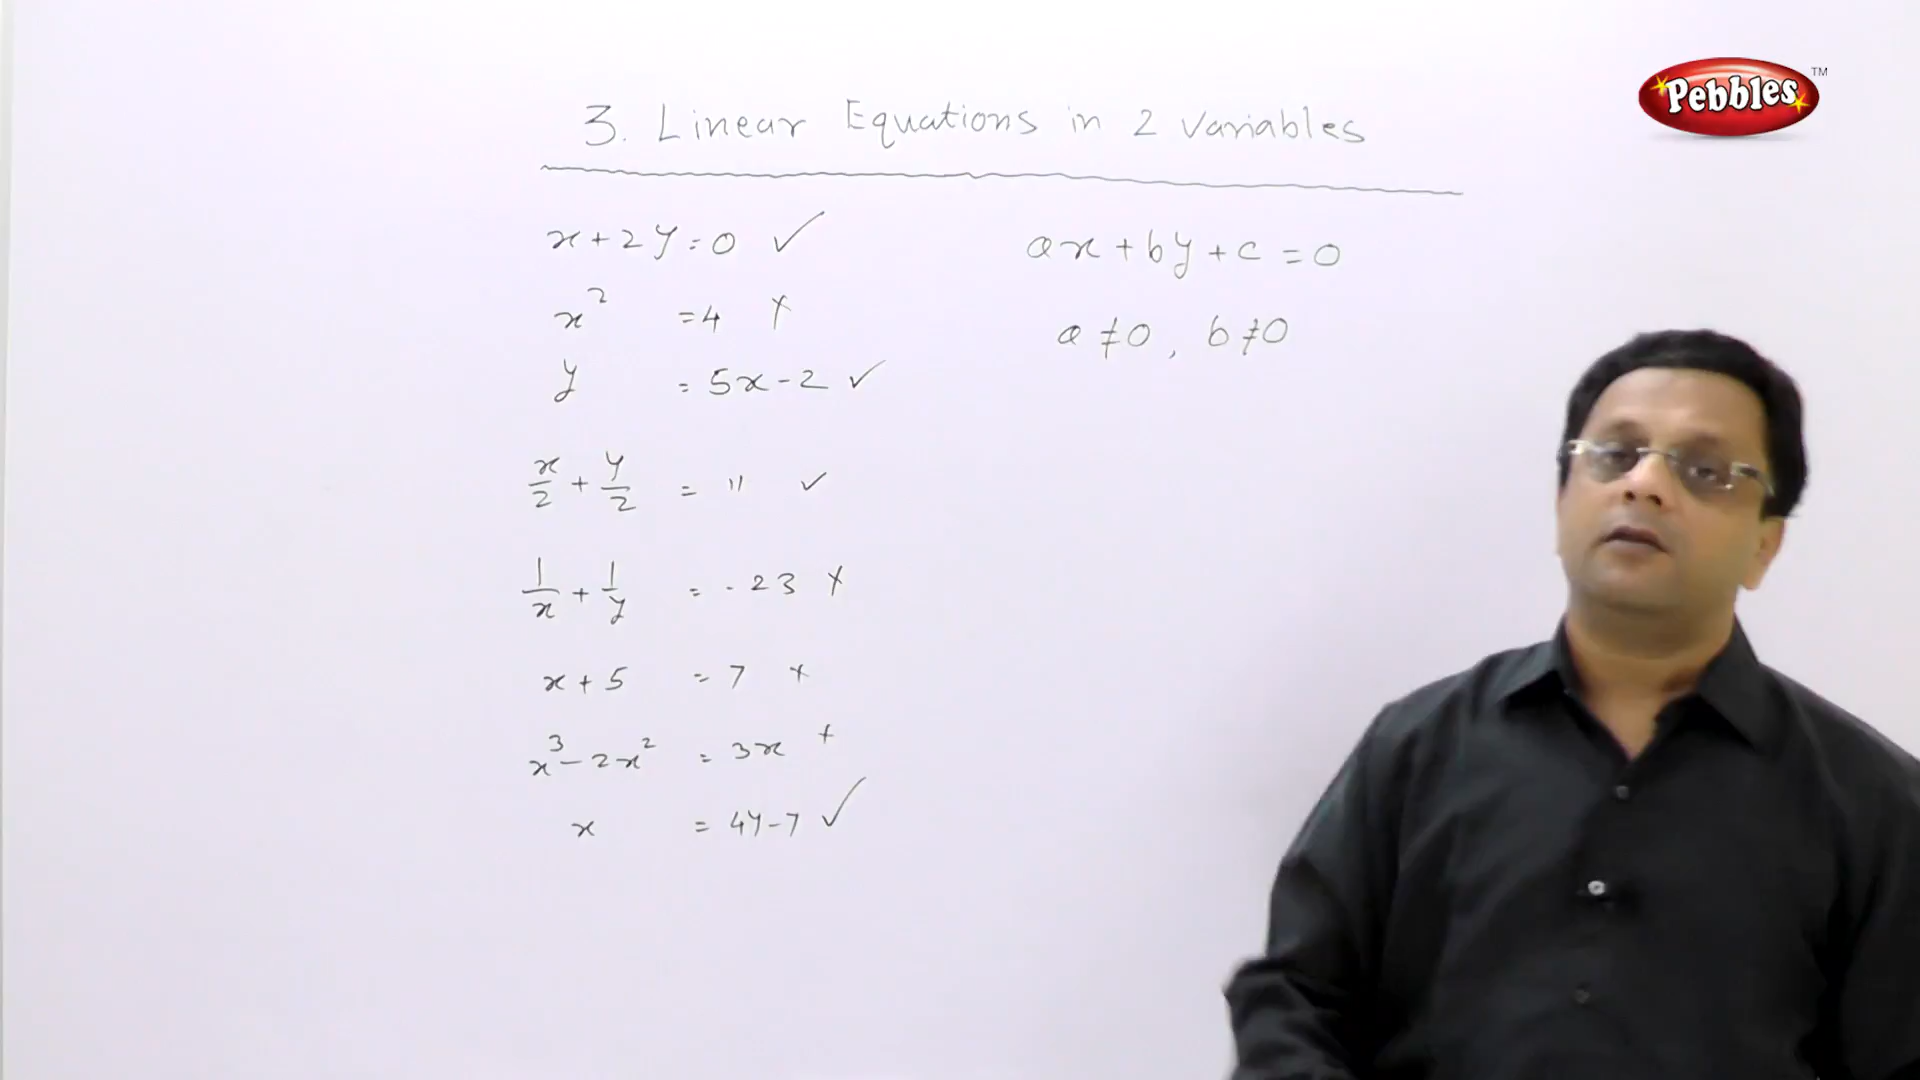 Pebbles TM
3. Linear Equations in 2 Variables
x + 2y = 0 ✓
x² = 4 ✗
y = 5x - 2 ✓
x/2 + y/2 = 11 ✓
1/x + 1/y = -23 ✗
x + 5 = 7 ✗
x³ - 2x² = 3x ✗
x = 4y - 7 ✓
ax + by + c = 0
a ≠ 0, b ≠ 0